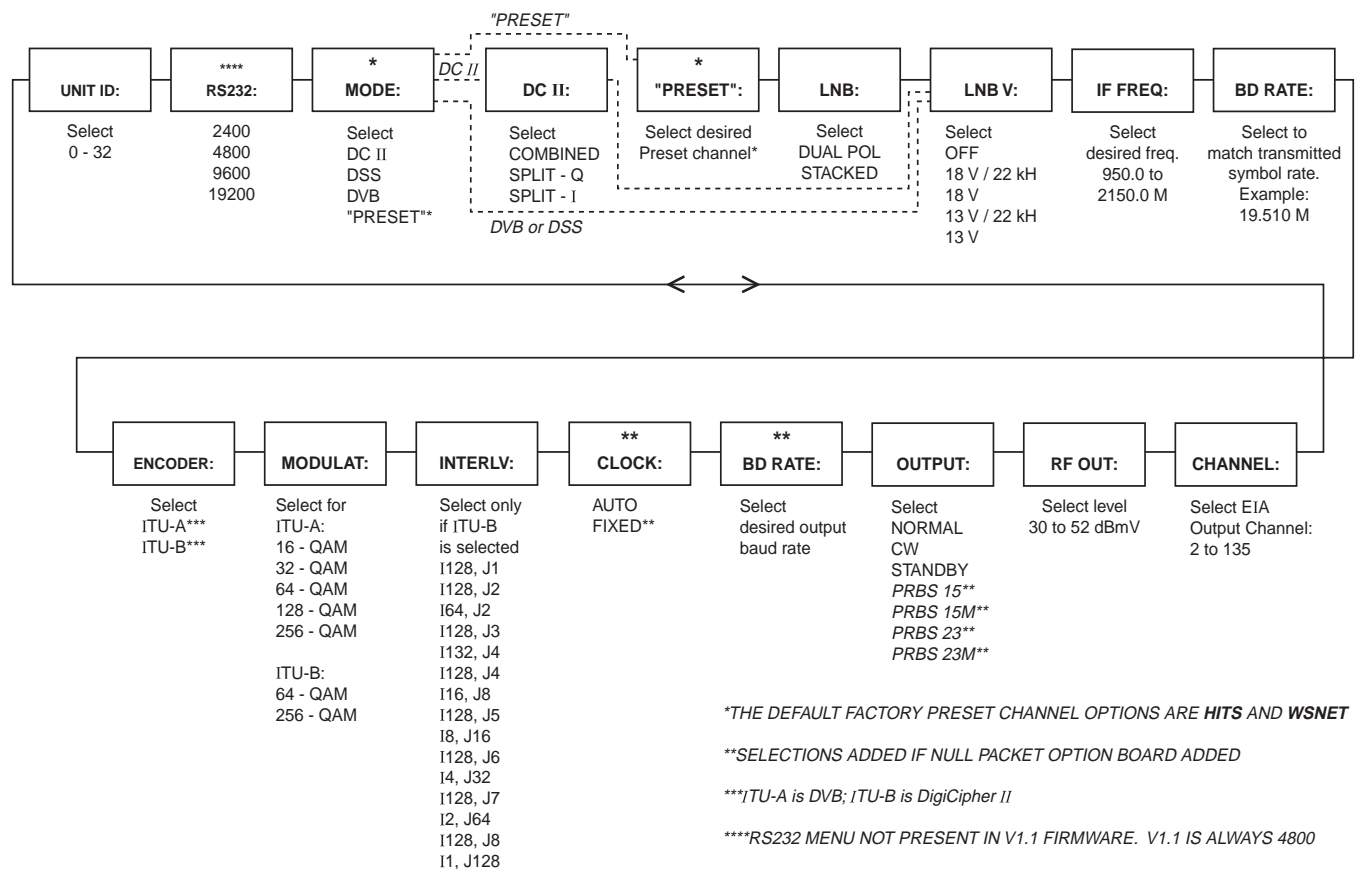 "PRESET"
DC II
****
*
*
UNIT ID:
RS232:
MODE:
DC II:
"PRESET":
LNB:
LNB V:
IF FREQ:
BD RATE:
Select
0 - 32
2400
4800
9600
19200
Select
DC II
DSS
DVB
"PRESET"*
Select
COMBINED
SPLIT - Q
SPLIT - I
DVB or DSS
Select desired
Preset channel*
Select
DUAL POL
STACKED
Select
OFF
18 V / 22 kH
18 V
13 V / 22 kH
13 V
Select
desired freq.
950.0 to
2150.0 M
Select to
match transmitted
symbol rate.
Example:
19.510 M
ENCODER:
MODULAT:
INTERLV:
**
CLOCK:
**
BD RATE:
OUTPUT:
RF OUT:
CHANNEL:
Select
ITU-A***
ITU-B***
Select for
ITU-A:
16 - QAM
32 - QAM
64 - QAM
128 - QAM
256 - QAM
ITU-B:
64 - QAM
256 - QAM
Select only
if ITU-B
is selected
I128, J1
I128, J2
I64, J2
I128, J3
I132, J4
I128, J4
I16, J8
I128, J5
I8, J16
I128, J6
I4, J32
I128, J7
I2, J64
I128, J8
I1, J128
AUTO
FIXED**
Select
desired output
baud rate
Select
NORMAL
CW
STANDBY
PRBS 15**
PRBS 15M**
PRBS 23**
PRBS 23M**
Select level
30 to 52 dBmV
Select EIA
Output Channel:
2 to 135
*THE DEFAULT FACTORY PRESET CHANNEL OPTIONS ARE HITS AND WSNET
**SELECTIONS ADDED IF NULL PACKET OPTION BOARD ADDED
***ITU-A is DVB; ITU-B is DigiCipher II
****RS232 MENU NOT PRESENT IN V1.1 FIRMWARE. V1.1 IS ALWAYS 4800